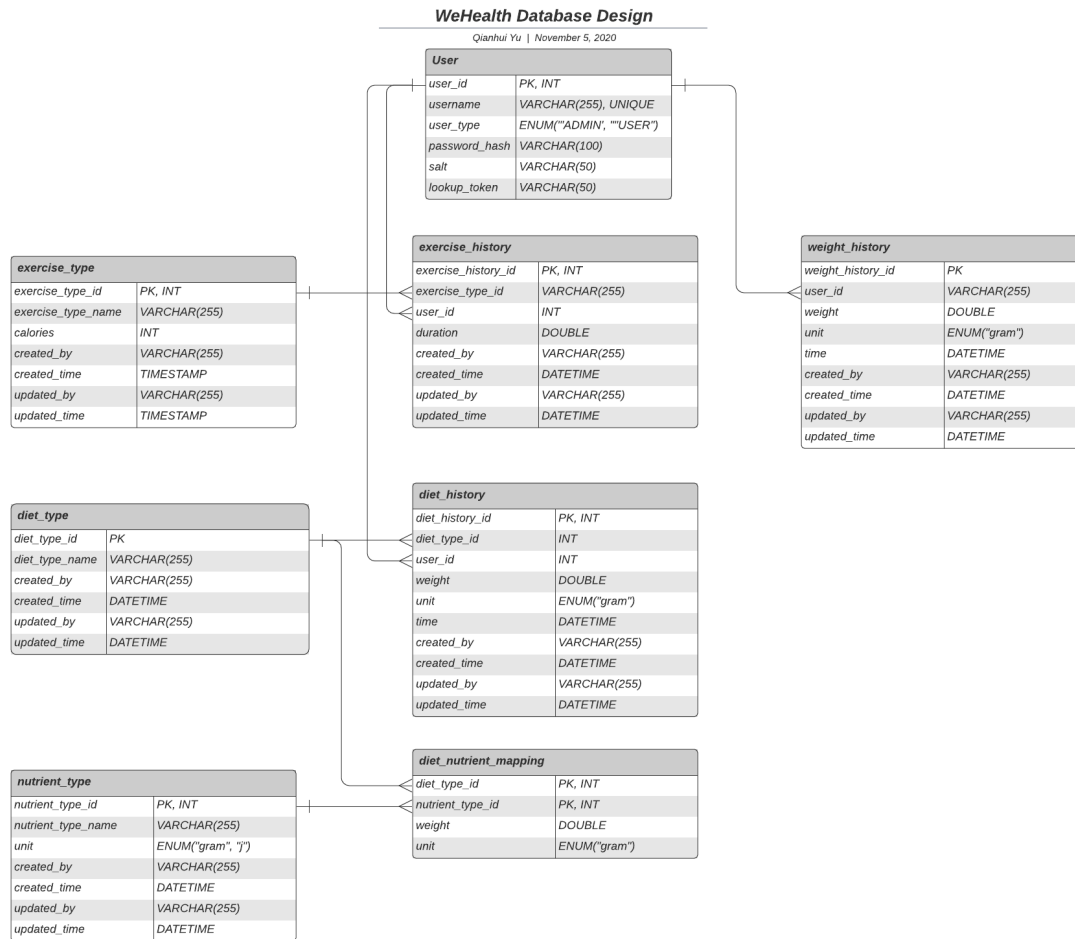 WeHealth Database Design
Qianhui Yu | November 5, 2020
User
user_id PK, INT
username VARCHAR(255), UNIQUE
user_type ENUM("'ADMIN', ""USER")
password_hash VARCHAR(100)
salt VARCHAR(50)
lookup_token VARCHAR(50)
exercise_type
exercise_type_id PK, INT
exercise_type_name VARCHAR(255)
calories INT
created_by VARCHAR(255)
created_time TIMESTAMP
updated_by VARCHAR(255)
updated_time TIMESTAMP
exercise_history
exercise_history_id PK, INT
exercise_type_id VARCHAR(255)
user_id INT
duration DOUBLE
created_by VARCHAR(255)
created_time DATETIME
updated_by VARCHAR(255)
updated_time DATETIME
weight_history
weight_history_id PK
user_id VARCHAR(255)
weight DOUBLE
unit ENUM("gram")
time DATETIME
created_by VARCHAR(255)
created_time DATETIME
updated_by VARCHAR(255)
updated_time DATETIME
diet_type
diet_type_id PK
diet_type_name VARCHAR(255)
created_by VARCHAR(255)
created_time DATETIME
updated_by VARCHAR(255)
updated_time DATETIME
diet_history
diet_history_id PK, INT
diet_type_id INT
user_id INT
weight DOUBLE
unit ENUM("gram")
time DATETIME
created_by VARCHAR(255)
created_time DATETIME
updated_by VARCHAR(255)
updated_time DATETIME
nutrient_type
nutrient_type_id PK, INT
nutrient_type_name VARCHAR(255)
unit ENUM("gram", "j")
created_by VARCHAR(255)
created_time DATETIME
updated_by VARCHAR(255)
updated_time DATETIME
diet_nutrient_mapping
diet_type_id PK, INT
nutrient_type_id PK, INT
weight DOUBLE
unit ENUM("gram")